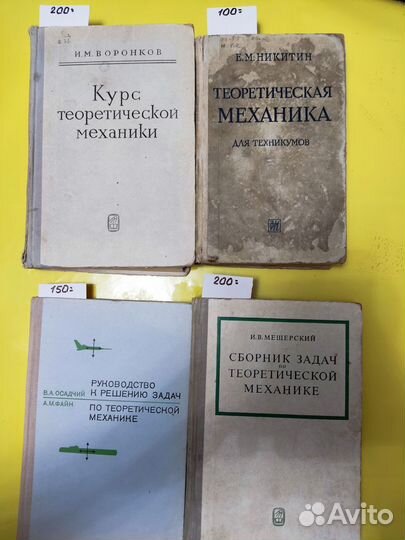 200=
И.М. ВОРОНКОВ
Курс
теоретической
механики
100=
Е.М. НИКИТИН
ТЕОРЕТИЧЕСКАЯ
МЕХАНИКА
ДЛЯ ТЕХНИКУМОВ
150=
В.А. ОСАДЧИЙ
А.М. ФАЙН
РУКОВОДСТВО
К РЕШЕНИЮ ЗАДАЧ
ПО ТЕОРЕТИЧЕСКОЙ
МЕХАНИКЕ
200=
И.В. МЕЩЕРСКИЙ
СБОРНИК ЗАДАЧ
ПО
ТЕОРЕТИЧЕСКОЙ
МЕХАНИКЕ
Avito